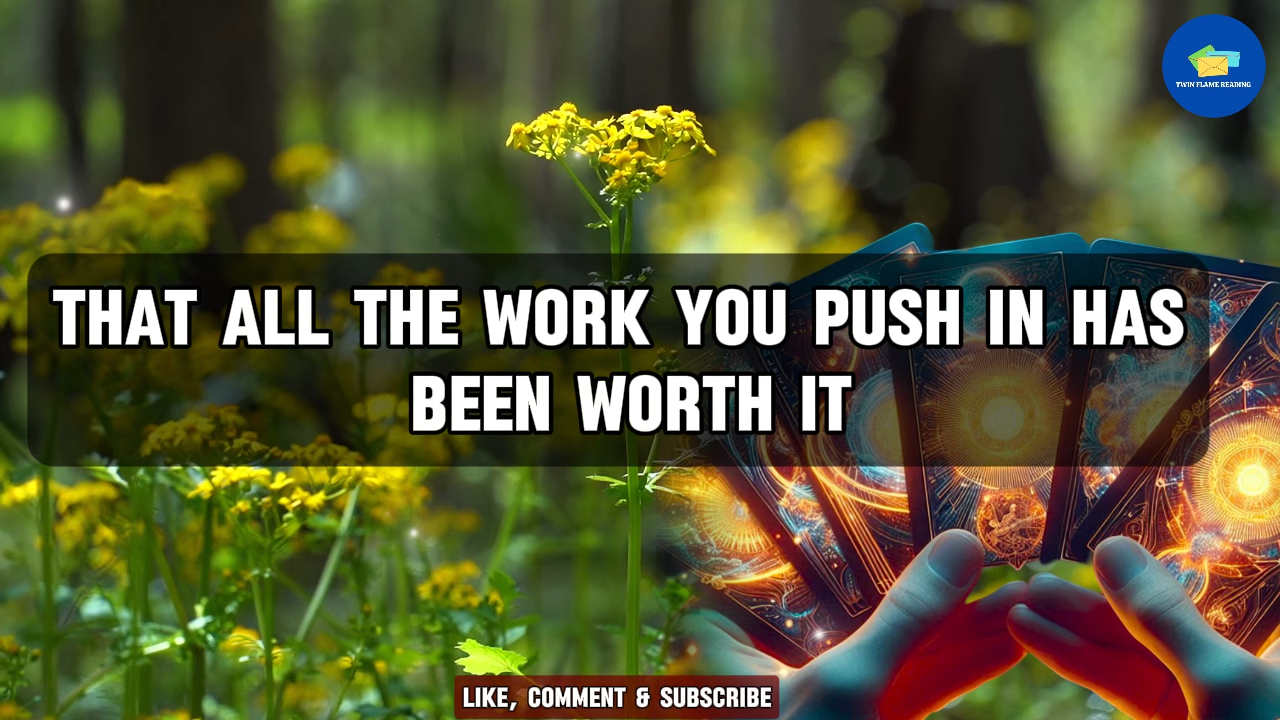 TWIN FLAME READING
THAT ALL THE WORK YOU PUSH IN HAS
BEEN WORTH IT
LIKE, COMMENT & SUBSCRIBE